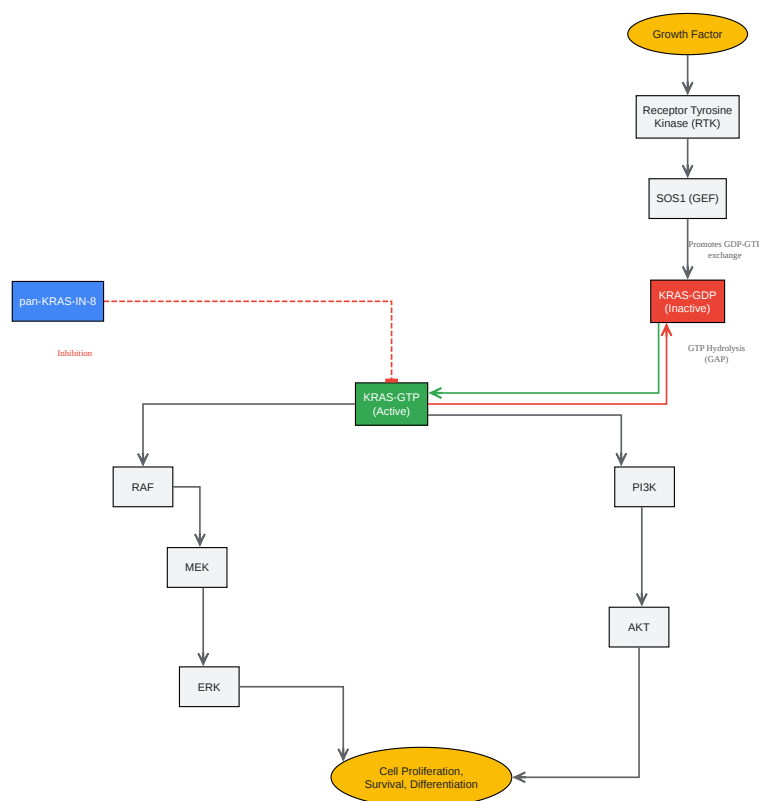 Growth Factor
Receptor Tyrosine
Kinase (RTK)
SOS1 (GEF)
Promotes GDP-GTP
exchange
pan-KRAS-IN-8
KRAS-GDP
(Inactive)
Inhibition
GTP Hydrolysis
(GAP)
KRAS-GTP
(Active)
RAF
PI3K
MEK
AKT
ERK
Cell Proliferation,
Survival, Differentiation